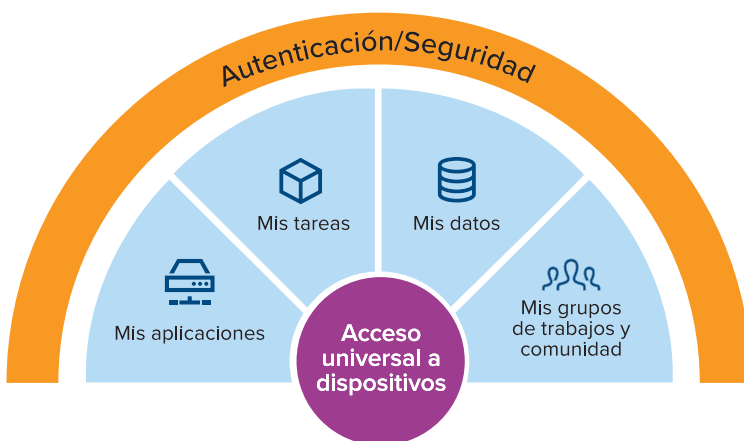 Autenticación/Seguridad
Mis tareas
Mis datos
Mis aplicaciones
Mis grupos
de trabajos y
comunidad
Acceso
universal a
dispositivos